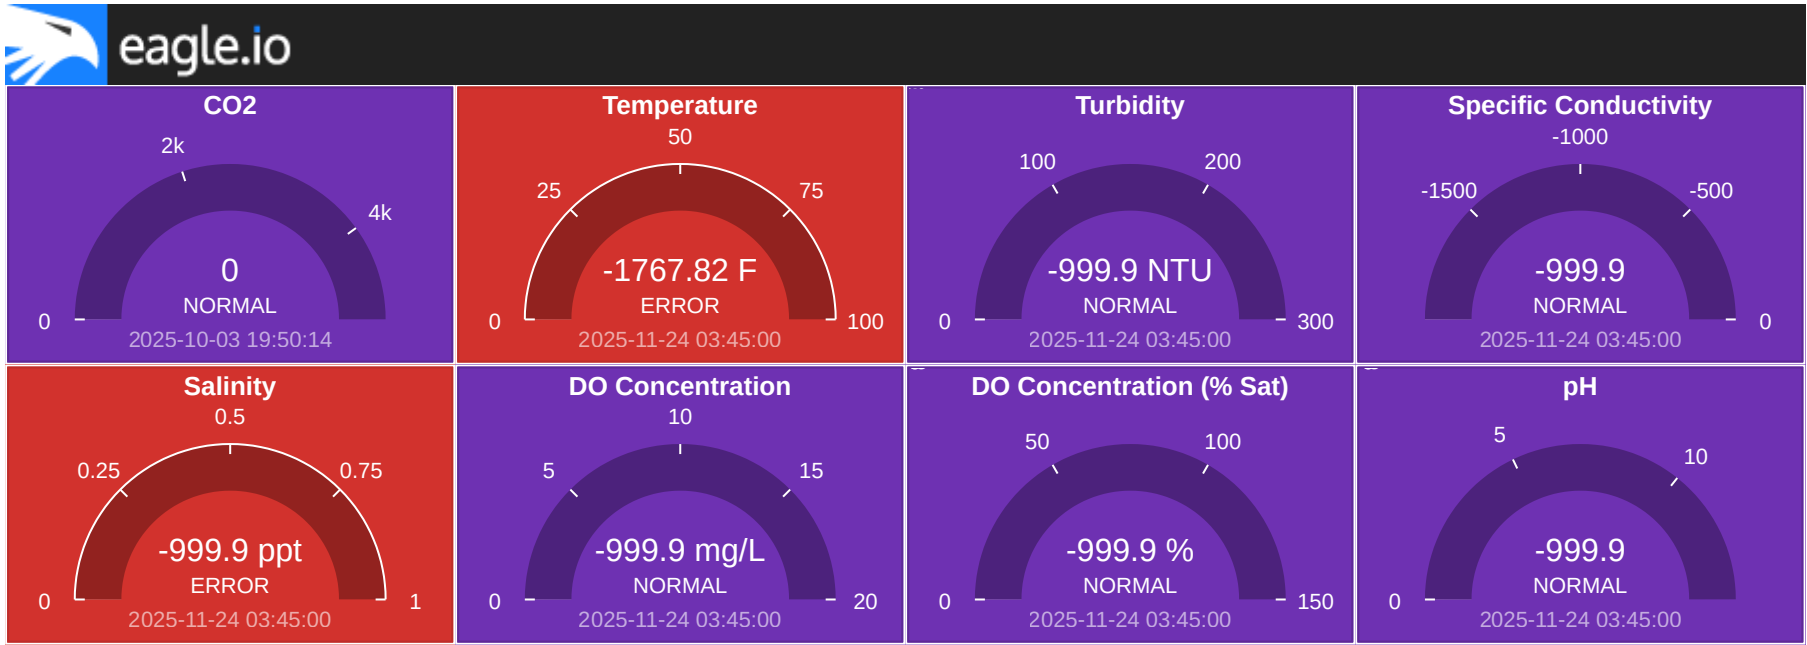 eagle.io
CO2
2k
4k
0
0
NORMAL
2025-10-03 19:50:14
Temperature
50
25
75
-1767.82 F
ERROR
0
100
2025-11-24 03:45:00
Turbidity
100
200
-999.9 NTU
NORMAL
0
300
2025-11-24 03:45:00
Specific Conductivity
-1000
-1500
-500
-999.9
NORMAL
0
2025-11-24 03:45:00
Salinity
0.5
0.25
0.75
-999.9 ppt
ERROR
0
1
2025-11-24 03:45:00
DO Concentration
10
5
15
-999.9 mg/L
NORMAL
0
20
2025-11-24 03:45:00
DO Concentration (% Sat)
50
100
-999.9 %
NORMAL
0
150
2025-11-24 03:45:00
pH
5
10
-999.9
NORMAL
0
2025-11-24 03:45:00